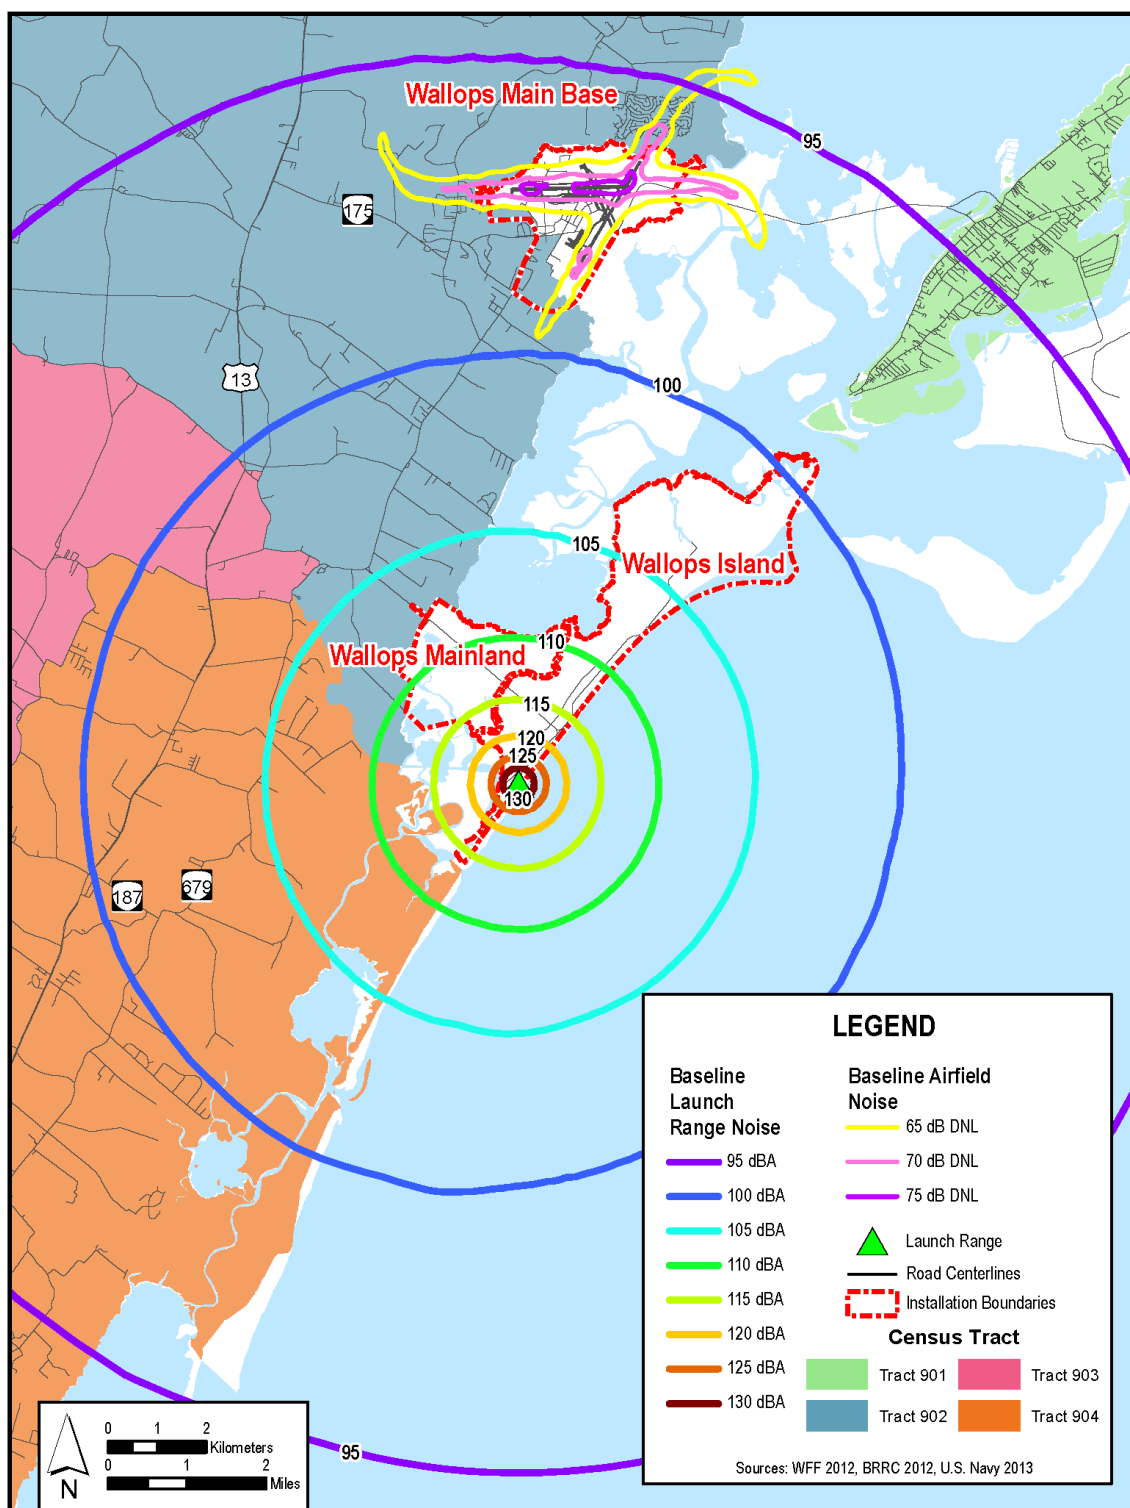 Wallops Main Base
95
175
13
100
105
Wallops Island
110
Wallops Mainland
115
120
125
130
187
679
95
LEGEND
Baseline
Launch
Range Noise
95 dBA
100 dBA
105 dBA
110 dBA
115 dBA
120 dBA
125 dBA
130 dBA
Baseline Airfield
Noise
65 dB DNL
70 dB DNL
75 dB DNL
Launch Range
Road Centerlines
Installation Boundaries
Census Tract
Tract 901
Tract 903
Tract 902
Tract 904
Sources: WFF 2012, BRRC 2012, U.S. Navy 2013
N
0 1 2
Kilometers
0 1 2
Miles